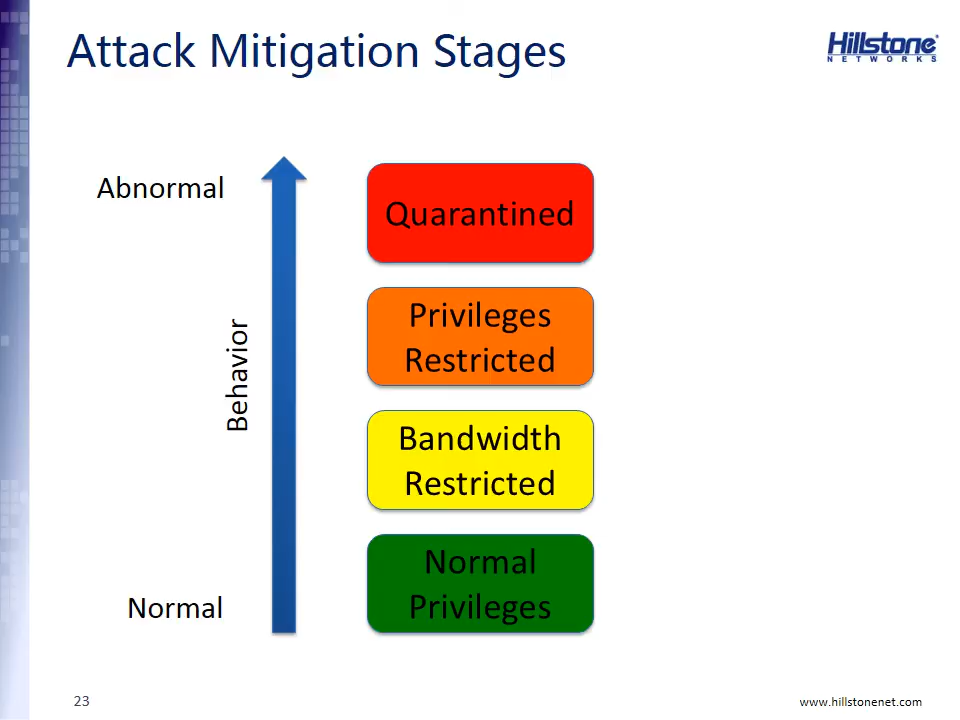 Attack Mitigation Stages
Hillstone
NETWORKS
Abnormal
Quarantined
Privileges
Restricted
Behavior
Bandwidth
Restricted
Normal
Privileges
Normal
23
www.hillstonenet.com